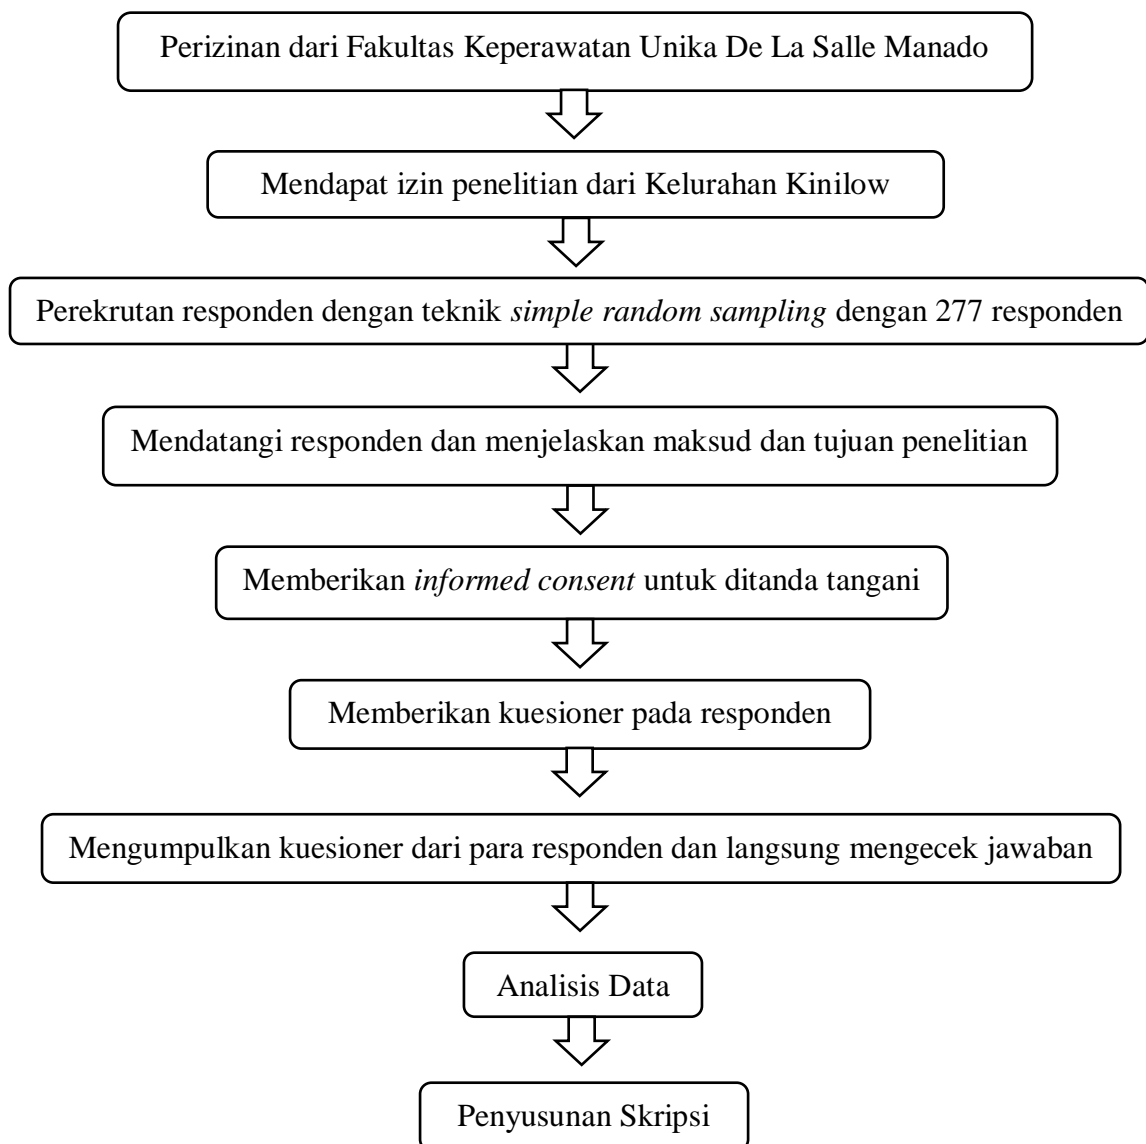 Perizinan dari Fakultas Keperawatan Unika De La Salle Manado
Mendapat izin penelitian dari Kelurahan Kinilow
Perekrutan responden dengan teknik simple random sampling dengan 277 responden
Mendatangi responden dan menjelaskan maksud dan tujuan penelitian
Memberikan informed consent untuk ditanda tangani
Memberikan kuesioner pada responden
Mengumpulkan kuesioner dari para responden dan langsung mengecek jawaban
Analisis Data
Penyusunan Skripsi